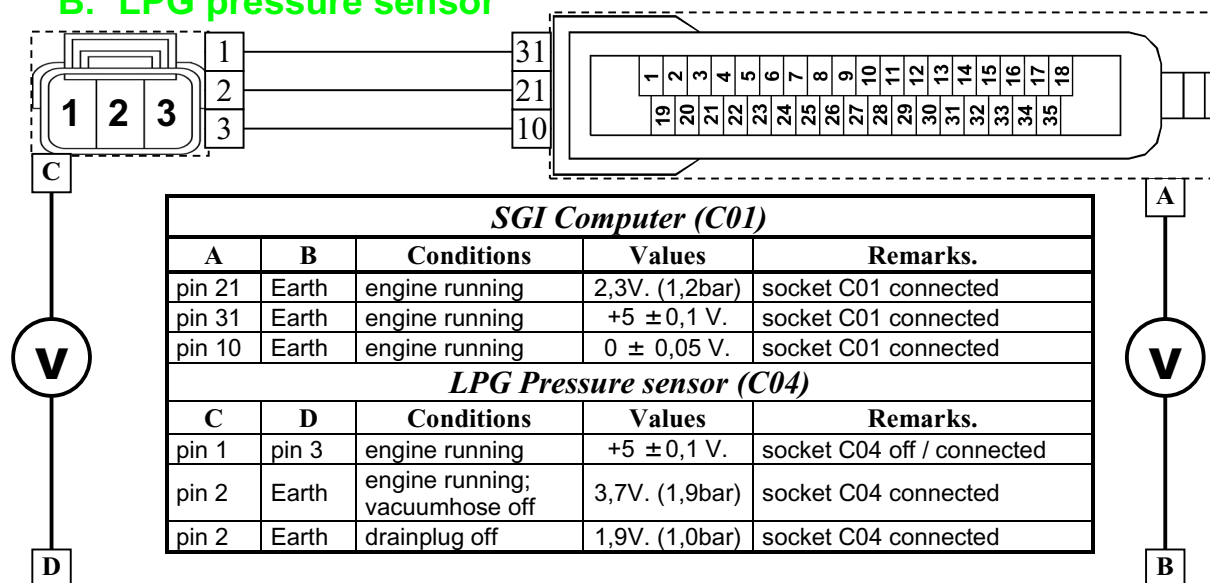 B. LPG pressure sensor
1 31
2 21
3 10
1 2 3
1 2 3 4 5 6 7 8 9 10 11 12 13 14 15 16 17 18
19 20 21 22 23 24 25 26 27 28 29 30 31 32 33 34 35
C
A
SGI Computer (C01)
A B Conditions Values Remarks.
pin 21 Earth engine running 2,3V. (1,2bar) socket C01 connected
pin 31 Earth engine running +5 ±0,1 V. socket C01 connected
pin 10 Earth engine running 0 ± 0,05 V. socket C01 connected
V
V
LPG Pressure sensor (C04)
C D Conditions Values Remarks.
pin 1 pin 3 engine running +5 ±0,1 V. socket C04 off / connected
pin 2 Earth engine running;
vacuumhose off 3,7V. (1,9bar) socket C04 connected
pin 2 Earth drainplug off 1,9V. (1,0bar) socket C04 connected
D
B